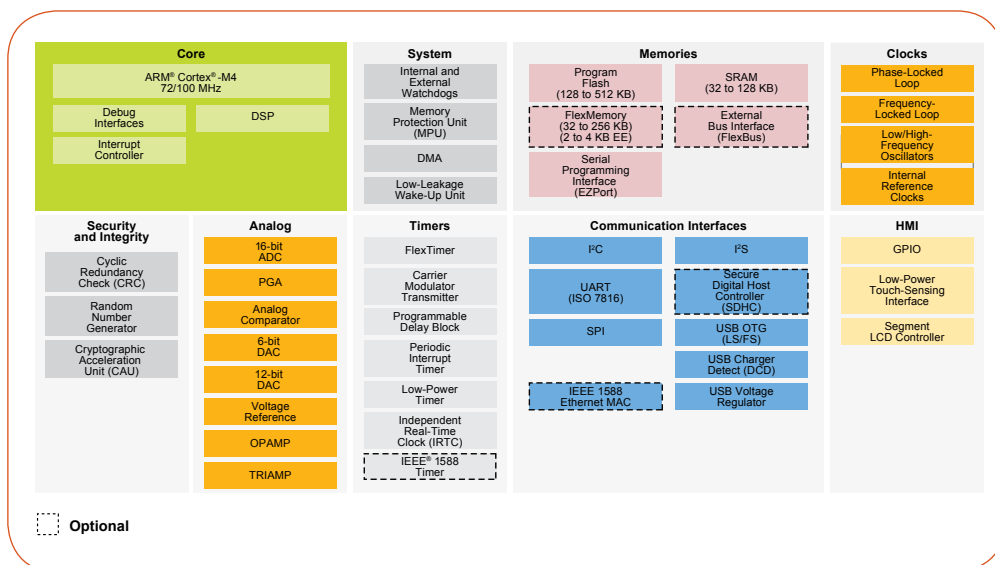 Core
ARM® Cortex®-M4
72/100 MHz
Debug
Interfaces
DSP
Interrupt
Controller
System
Internal and
External
Watchdogs
Memory
Protection Unit
(MPU)
DMA
Low-Leakage
Wake-Up Unit
Memories
Program
Flash
(128 to 512 KB)
SRAM
(32 to 128 KB)
FlexMemory
(32 to 256 KB)
(2 to 4 KB EE)
External
Bus Interface
(FlexBus)
Serial
Programming
Interface
(EZPort)
Clocks
Phase-Locked
Loop
Frequency-
Locked Loop
Low/High-
Frequency
Oscillators
Internal
Reference
Clocks
Security
and Integrity
Cyclic
Redundancy
Check (CRC)
Random
Number
Generator
Cryptographic
Acceleration
Unit (CAU)
Analog
16-bit
ADC
PGA
Analog
Comparator
6-bit
DAC
12-bit
DAC
Voltage
Reference
OPAMP
TRIAMP
Timers
FlexTimer
Carrier
Modulator
Transmitter
Programmable
Delay Block
Periodic
Interrupt
Timer
Low-Power
Timer
Independent
Real-Time
Clock (IRTC)
IEEE® 1588
Timer
Communication Interfaces
I²C
I²S
UART
(ISO 7816)
Secure
Digital Host
Controller
(SDHC)
SPI
USB OTG
(LS/FS)
USB Charger
Detect (DCD)
IEEE 1588
Ethernet MAC
USB Voltage
Regulator
HMI
GPIO
Low-Power
Touch-Sensing
Interface
Segment
LCD Controller
Optional